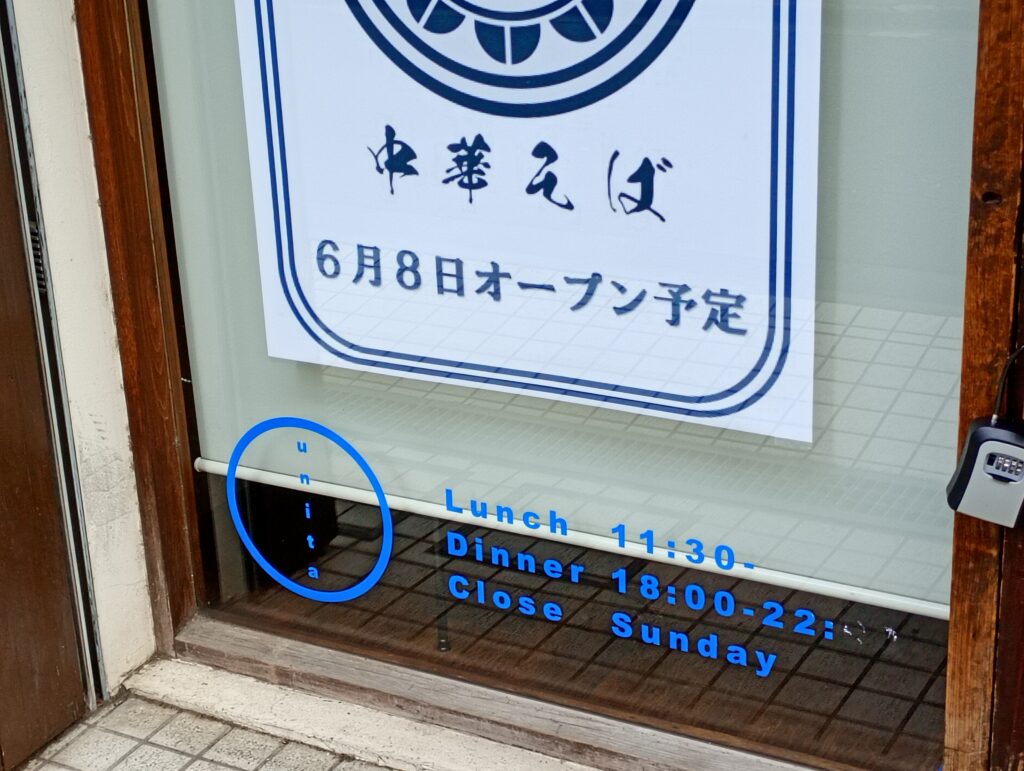 中華そば
6月8日オープン予定
unita
Lunch 11:30-
Dinner 18:00-22:
Close Sunday